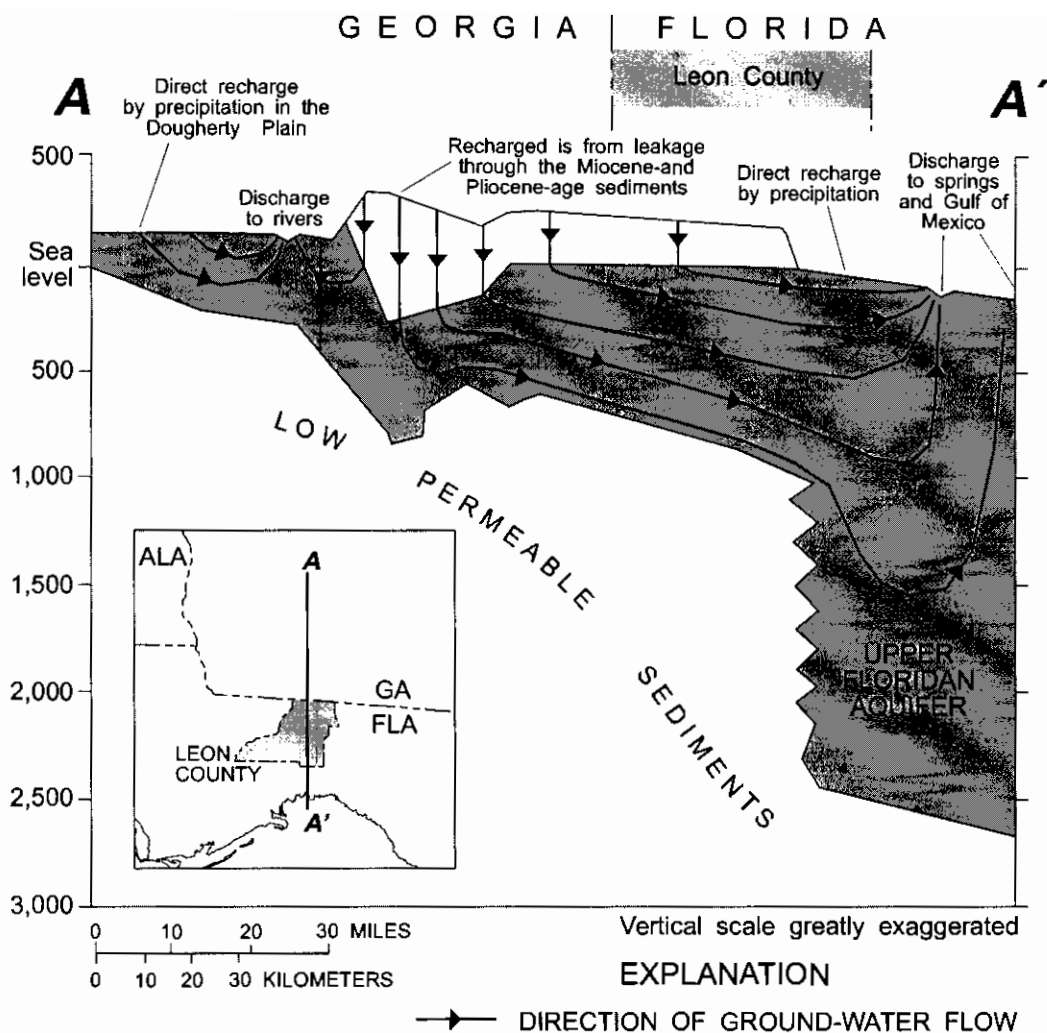 GEORGIA FLORIDA
Leon County
A
A´
Direct recharge
by precipitation in the
Dougherty Plain
Discharge
to rivers
Recharged is from leakage
through the Miocene-and
Pliocene-age sediments
Direct recharge
by precipitation
Discharge
to springs
and Gulf of
Mexico
500
Sea
level
500
1,000
1,500
2,000
2,500
3,000
LOW PERMEABLE SEDIMENTS
UPPER
FLORIDAN
AQUIFER
ALA
A
GA
FLA
LEON
COUNTY
A'
0 10 20 30 MILES
0 10 20 30 KILOMETERS
Vertical scale greatly exaggerated
EXPLANATION
DIRECTION OF GROUND-WATER FLOW